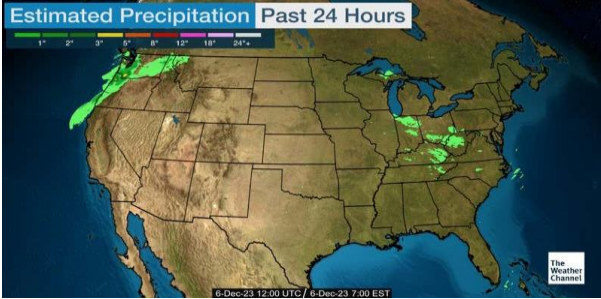 Estimated Precipitation Past 24 Hours
1" 2" 3" 5" 8" 12" 18" 24"+
The
Weather
Channel
6-Dec-23 12:00 UTC / 6-Dec-23 7:00 EST